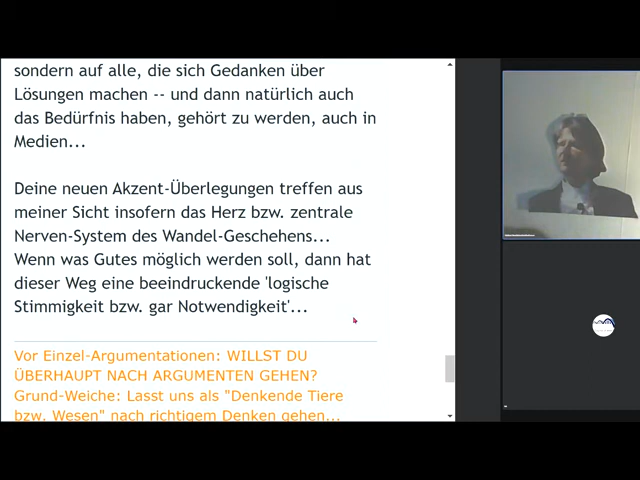 sondern auf alle, die sich Gedanken über
Lösungen machen -- und dann natürlich auch
das Bedürfnis haben, gehört zu werden, auch in
Medien...
Deine neuen Akzent-Überlegungen treffen aus
meiner Sicht insofern das Herz bzw. zentrale
Nerven-System des Wandel-Geschehens...
Wenn was Gutes möglich werden soll, dann hat
dieser Weg eine beeindruckende 'logische
Stimmigkeit bzw. gar Notwendigkeit'...
Vor Einzel-Argumentationen: WILLST DU
ÜBERHAUPT NACH ARGUMENTEN GEHEN?
Grund-Weiche: Lasst uns als "Denkende Tiere
bzw. Wesen" nach richtigem Denken gehen...